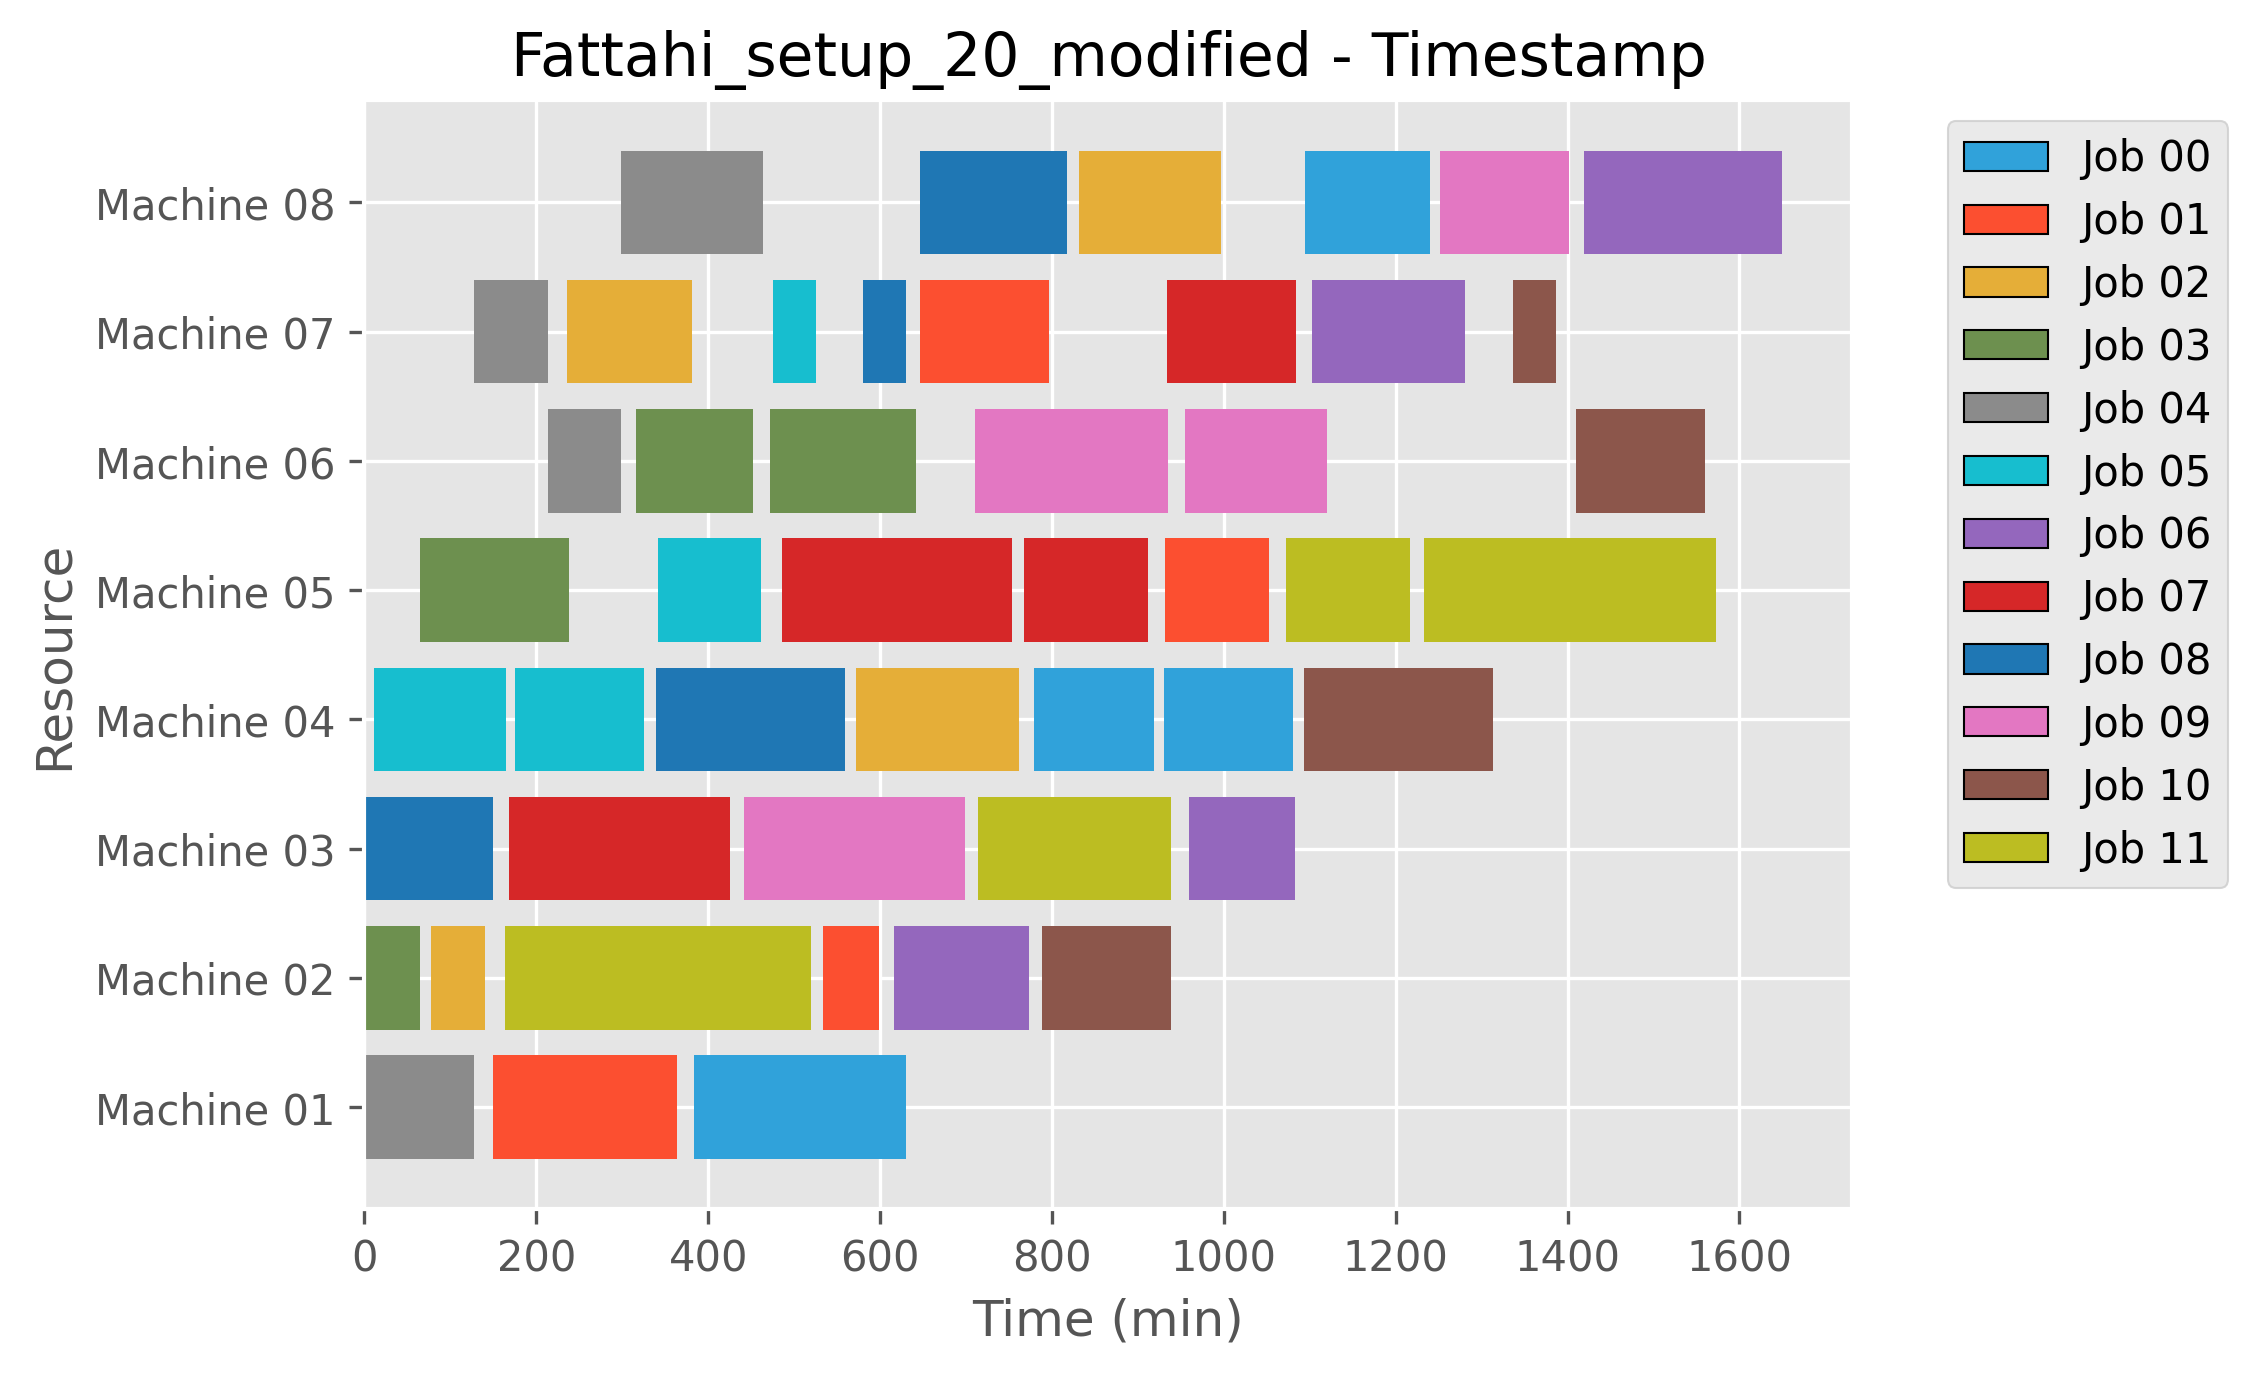 Fattahi_setup_20_modified - Timestamp
Resource
Machine 08
Machine 07
Machine 06
Machine 05
Machine 04
Machine 03
Machine 02
Machine 01
0 200 400 600 800 1000 1200 1400 1600
Time (min)
Job 00
Job 01
Job 02
Job 03
Job 04
Job 05
Job 06
Job 07
Job 08
Job 09
Job 10
Job 11